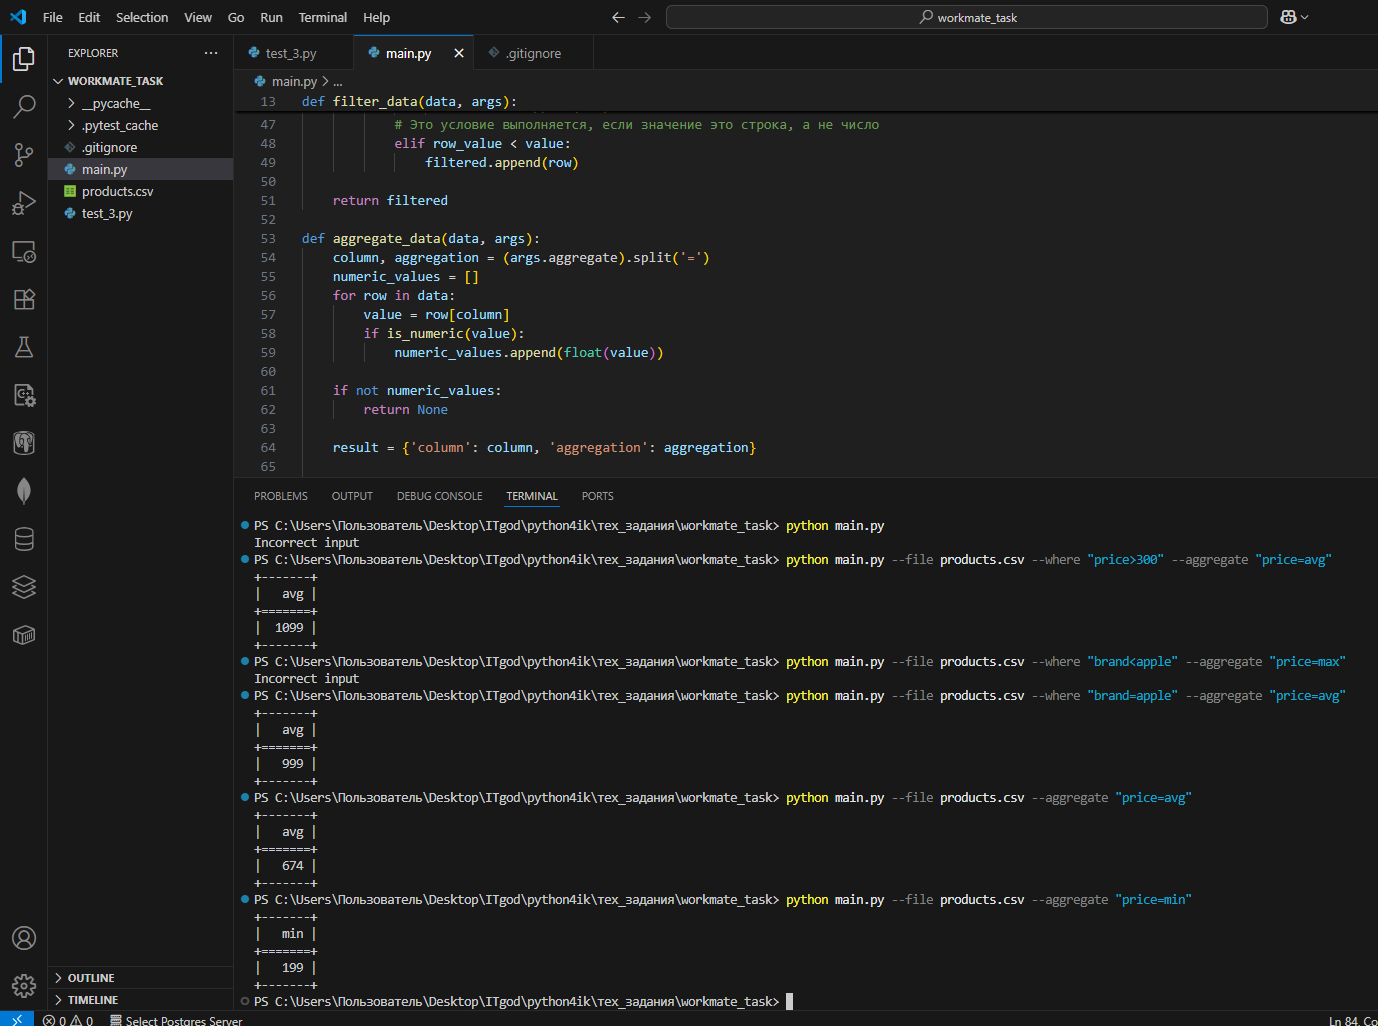 File Edit Selection View Go Run Terminal Help
workmate_task
EXPLORER
WORKMATE_TASK
__pycache__
.pytest_cache
.gitignore
main.py
products.csv
test_3.py
OUTLINE
TIMELINE
test_3.py main.py .gitignore
main.py > ...
13 def filter_data(data, args):
47 # Это условие выполняется, если значение это строка, а не число
48 elif row_value < value:
49 filtered.append(row)
50
51 return filtered
52
53 def aggregate_data(data, args):
54 column, aggregation = (args.aggregate).split('=')
55 numeric_values = []
56 for row in data:
57 value = row[column]
58 if is_numeric(value):
59 numeric_values.append(float(value))
60
61 if not numeric_values:
62 return None
63
64 result = {'column': column, 'aggregation': aggregation}
65
PROBLEMS OUTPUT DEBUG CONSOLE TERMINAL PORTS
PS C:\Users\Пользователь\Desktop\ITgod\python4ik\тех_задания\workmate_task> python main.py
Incorrect input
PS C:\Users\Пользователь\Desktop\ITgod\python4ik\тех_задания\workmate_task> python main.py --file products.csv --where "price>300" --aggregate "price=avg"
+-------+
|   avg |
+=======+
|  1099 |
+-------+
PS C:\Users\Пользователь\Desktop\ITgod\python4ik\тех_задания\workmate_task> python main.py --file products.csv --where "brand<apple" --aggregate "price=max"
Incorrect input
PS C:\Users\Пользователь\Desktop\ITgod\python4ik\тех_задания\workmate_task> python main.py --file products.csv --where "brand=apple" --aggregate "price=avg"
+-------+
|   avg |
+=======+
|   999 |
+-------+
PS C:\Users\Пользователь\Desktop\ITgod\python4ik\тех_задания\workmate_task> python main.py --file products.csv --aggregate "price=avg"
+-------+
|   avg |
+=======+
|   674 |
+-------+
PS C:\Users\Пользователь\Desktop\ITgod\python4ik\тех_задания\workmate_task> python main.py --file products.csv --aggregate "price=min"
+-------+
|   min |
+=======+
|   199 |
+-------+
PS C:\Users\Пользователь\Desktop\ITgod\python4ik\тех_задания\workmate_task>
0 0 Select Postgres Server Ln 84, Co